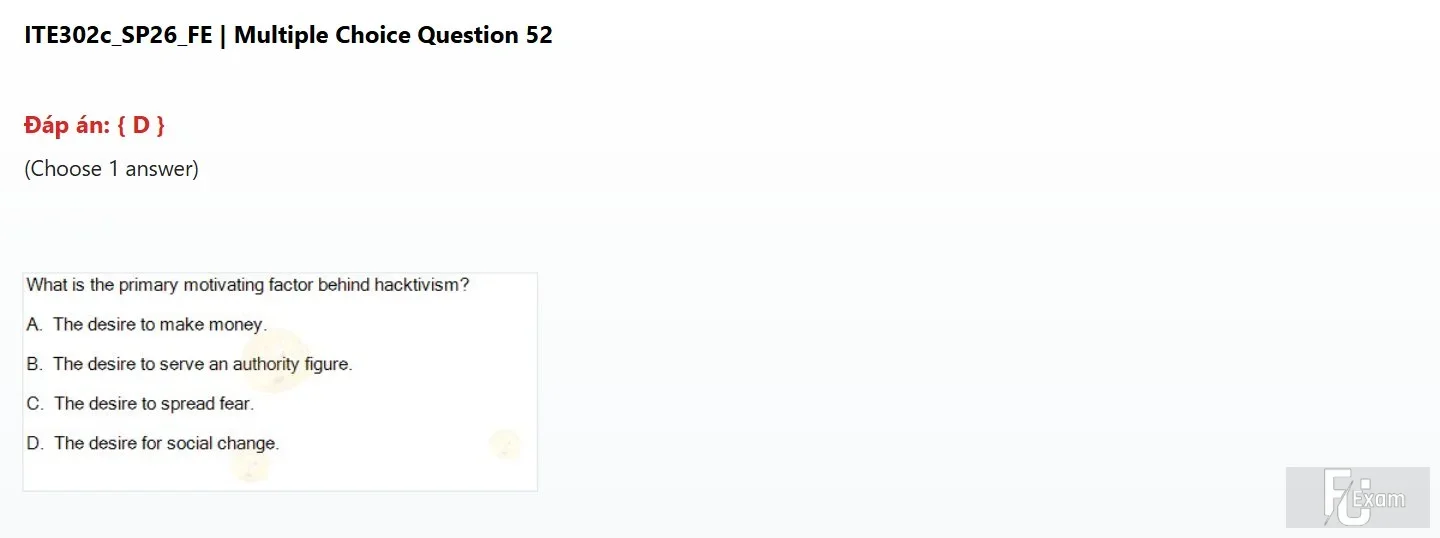 ITE302c_SP26_FE | Multiple Choice Question 52
Đáp án: { D }
(Choose 1 answer)
What is the primary motivating factor behind hacktivism?
A. The desire to make money.
B. The desire to serve an authority figure.
C. The desire to spread fear.
D. The desire for social change.
FU Exam